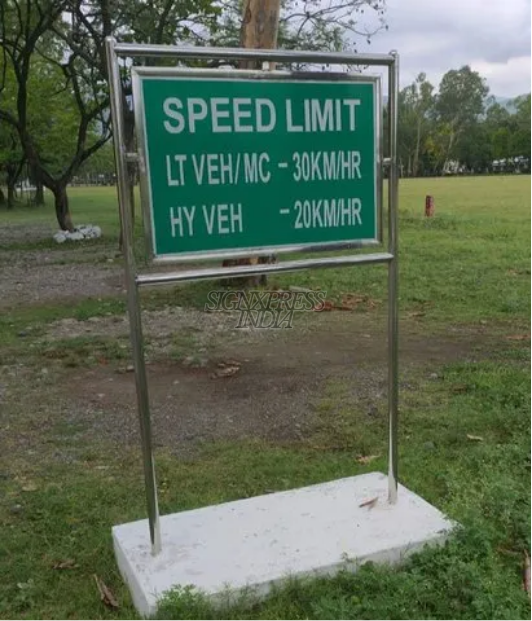 SPEED LIMIT
LT VEH/MC - 30KM/HR
HY VEH - 20KM/HR
SIGNXPRESS
INDIA